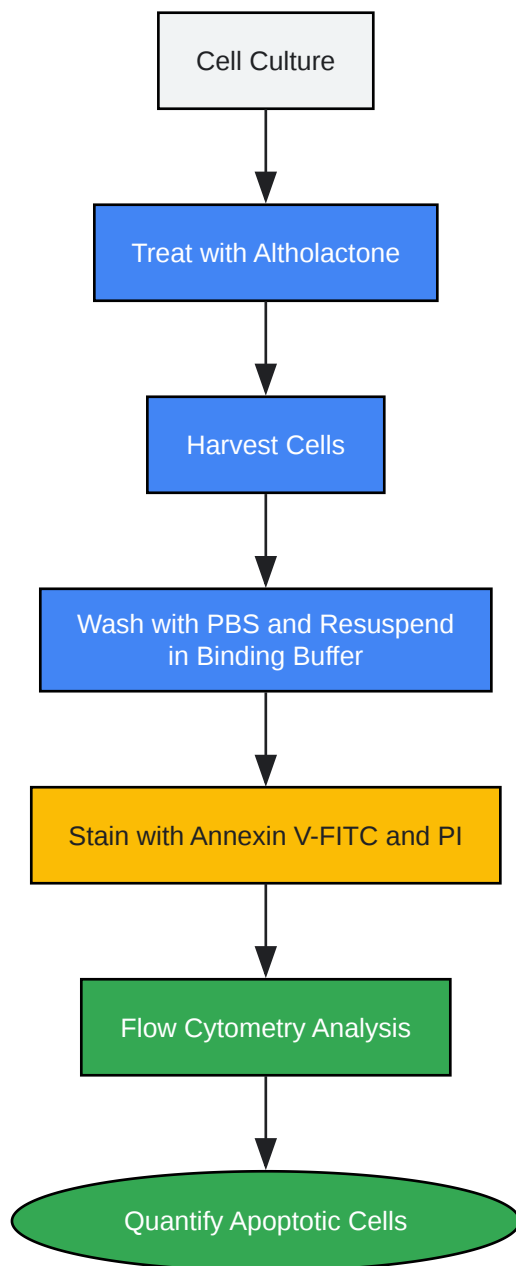 Cell Culture
Treat with Altholactone
Harvest Cells
Wash with PBS and Resuspend
in Binding Buffer
Stain with Annexin V-FITC and PI
Flow Cytometry Analysis
Quantify Apoptotic Cells